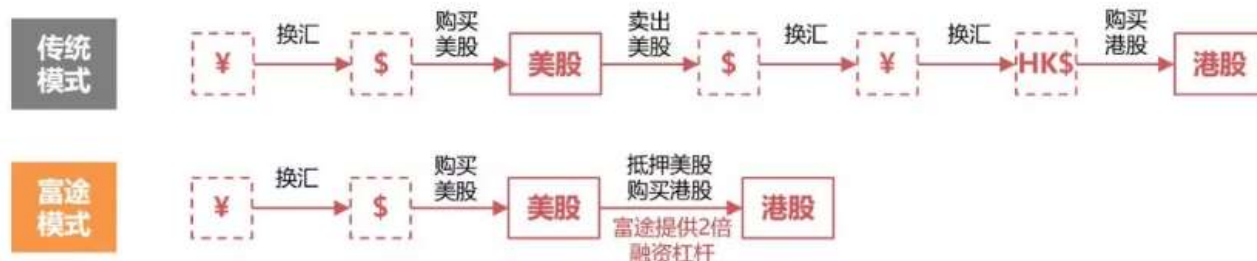 传统
模式
¥
换汇
$
购买
美股
美股
卖出
美股
$
换汇
¥
换汇
HK$
购买
港股
港股
富途
模式
¥
换汇
$
购买
美股
美股
抵押美股
购买港股
富途提供2倍
融资杠杆
港股